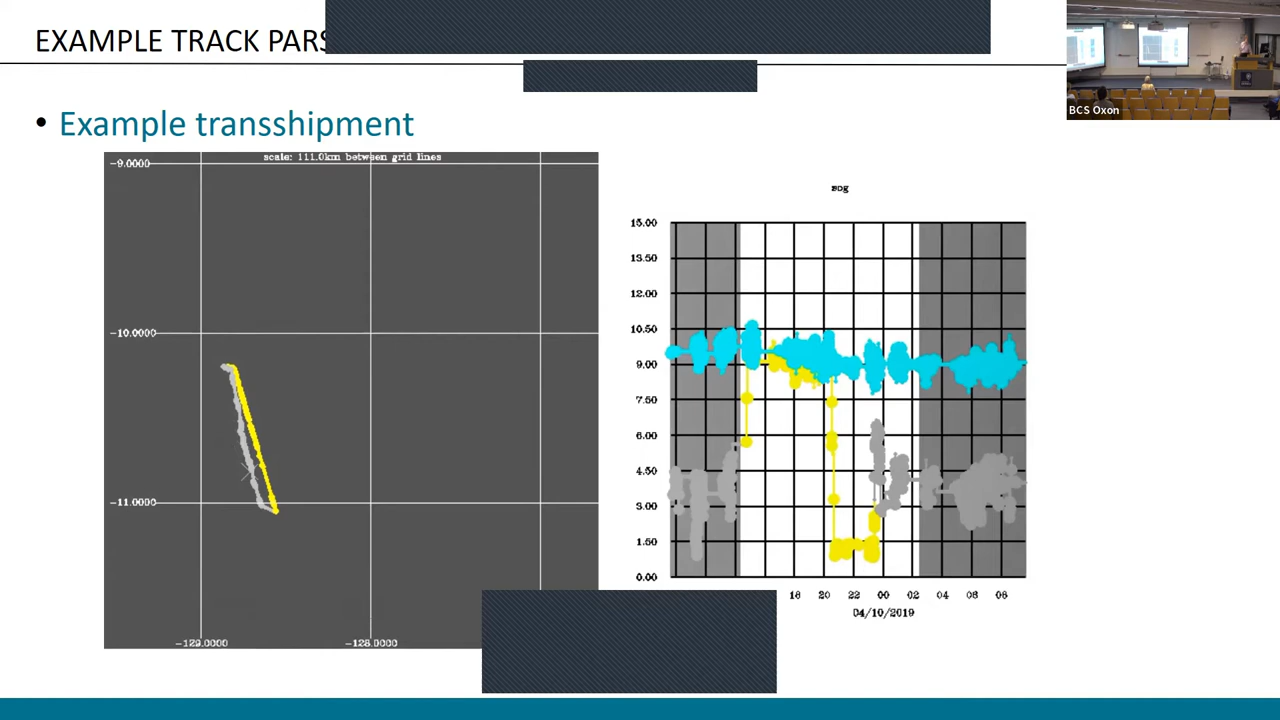 EXAMPLE TRACK
BCS Oxon
• Example transshipment
scale: 111.0km between grid lines
-9.0000
-10.0000
-11.0000
-129.0000
-128.0000
sog
15.00
13.50
12.00
10.50
9.00
7.50
6.00
4.50
3.00
1.50
0.00
18 20 22 00 02 04 06 08
04/10/2019